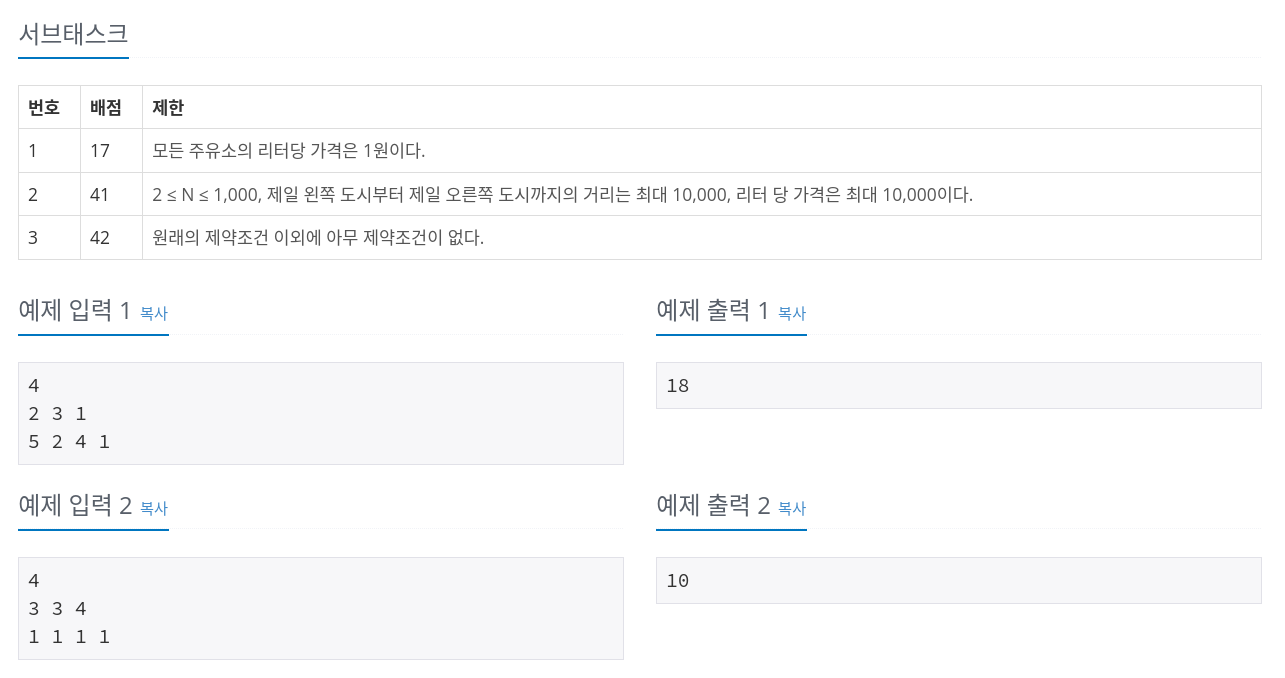 서브태스크
번호 배점 제한
1 17 모든 주유소의 리터당 가격은 1원이다.
2 41 2 ≤ N ≤ 1,000, 제일 왼쪽 도시부터 제일 오른쪽 도시까지의 거리는 최대 10,000, 리터 당 가격은 최대 10,000이다.
3 42 원래의 제약조건 이외에 아무 제약조건이 없다.
예제 입력 1 복사
4
2 3 1
5 2 4 1
예제 출력 1 복사
18
예제 입력 2 복사
4
3 3 4
1 1 1 1
예제 출력 2 복사
10